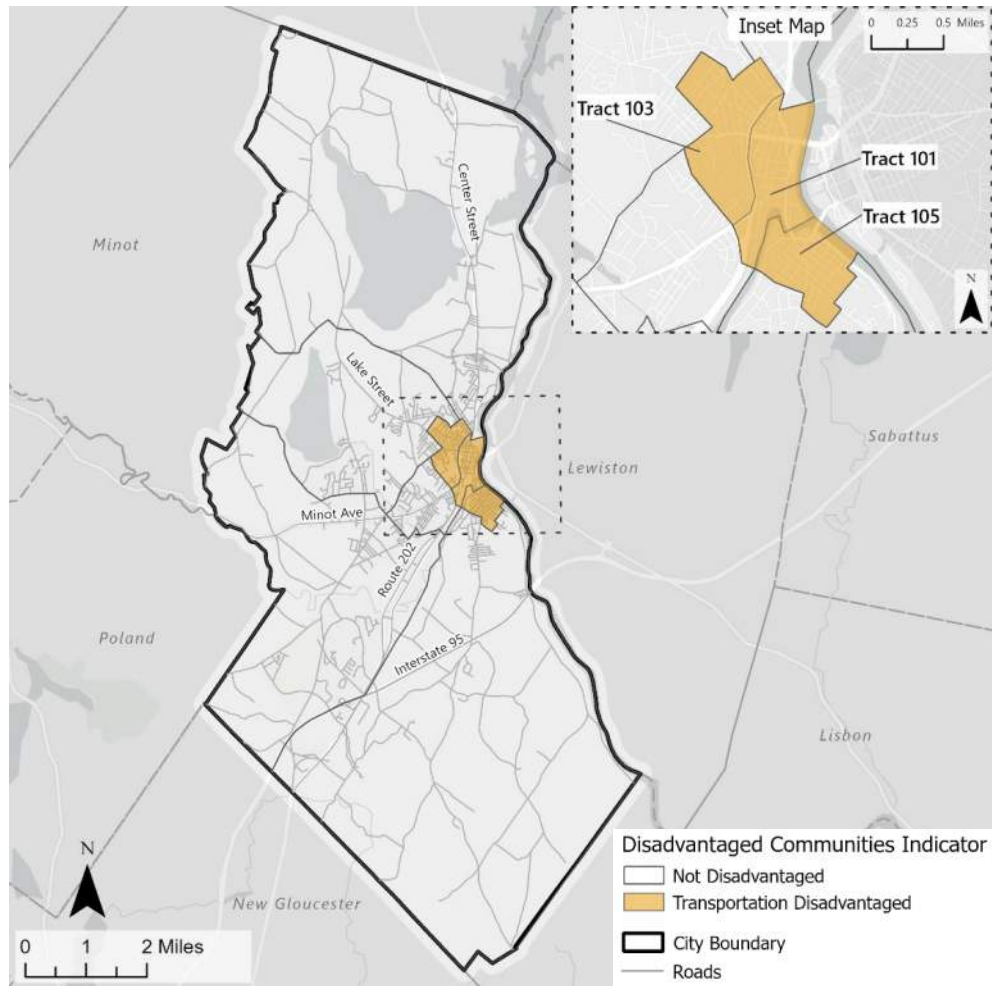 Inset Map
0 0.25 0.5 Miles
Tract 103
Tract 101
Tract 105
N
Center Street
Minot
Lake Street
Sabattus
Lewiston
Minot Ave
Route 202
Poland
Interstate 95
Lisbon
New Gloucester
N
0 1 2 Miles
Disadvantaged Communities Indicator
Not Disadvantaged
Transportation Disadvantaged
City Boundary
Roads